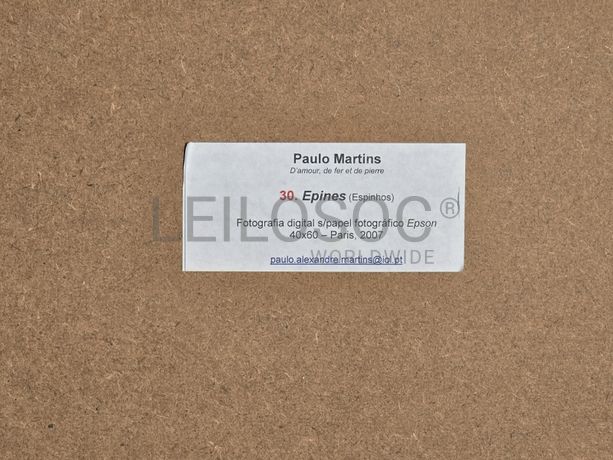 Paulo Martins
D'amour, de fer et de pierre
30. Epines (Espinhos)
Fotografia digital s/papel fotográfico Epson
40x60 – Paris, 2007
paulo.alexandre.martins@iol.pt
LEILOSOC®
WORLDWIDE